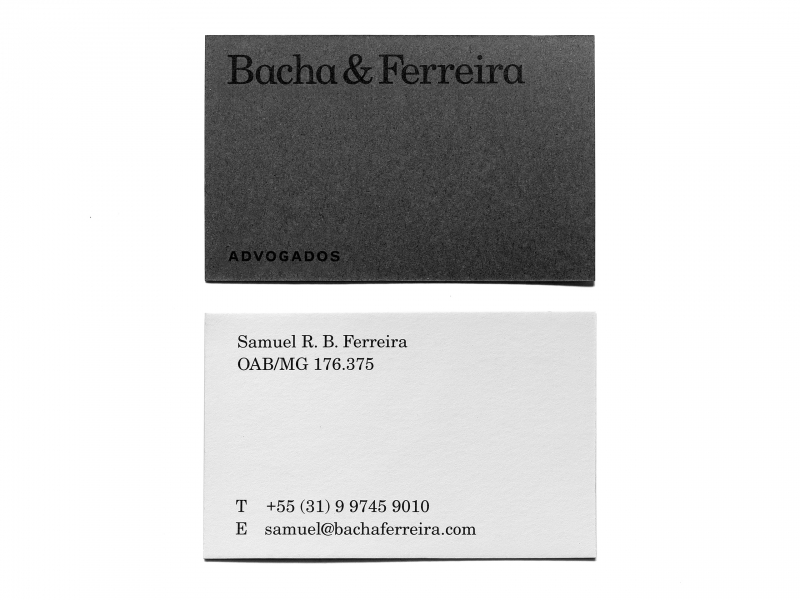 Bacha & Ferreira
ADVOGADOS
Samuel R. B. Ferreira
OAB/MG 176.375
T +55 (31) 9 9745 9010
E samuel@bachaferreira.com